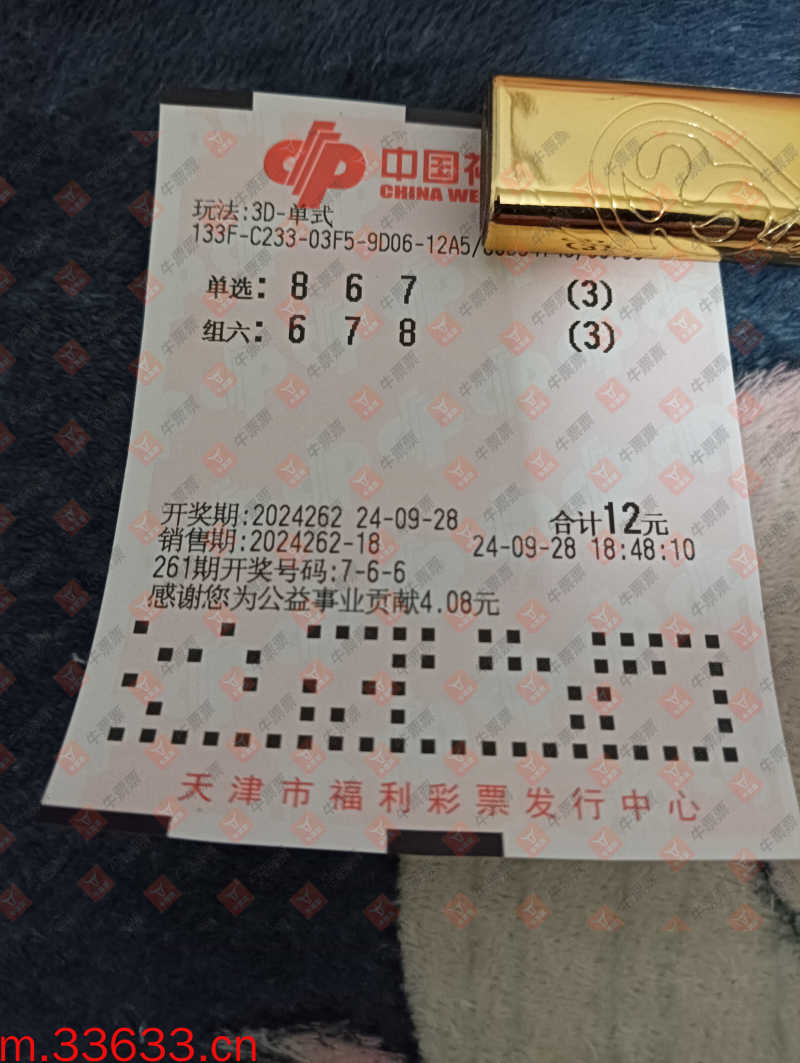 中国
CHINA WE
玩法:3D-单式
133F-C233-03F5-9D06-12A5/
单选: 8 6 7 (3)
组六: 6 7 8 (3)
开奖期:2024262 24-09-28 合计12元
销售期:2024262-18 24-09-28 18:48:10
261期开奖号码:7-6-6
感谢您为公益事业贡献4.08元
天津市福利彩票发行中心
牛票票
m.33633.cn